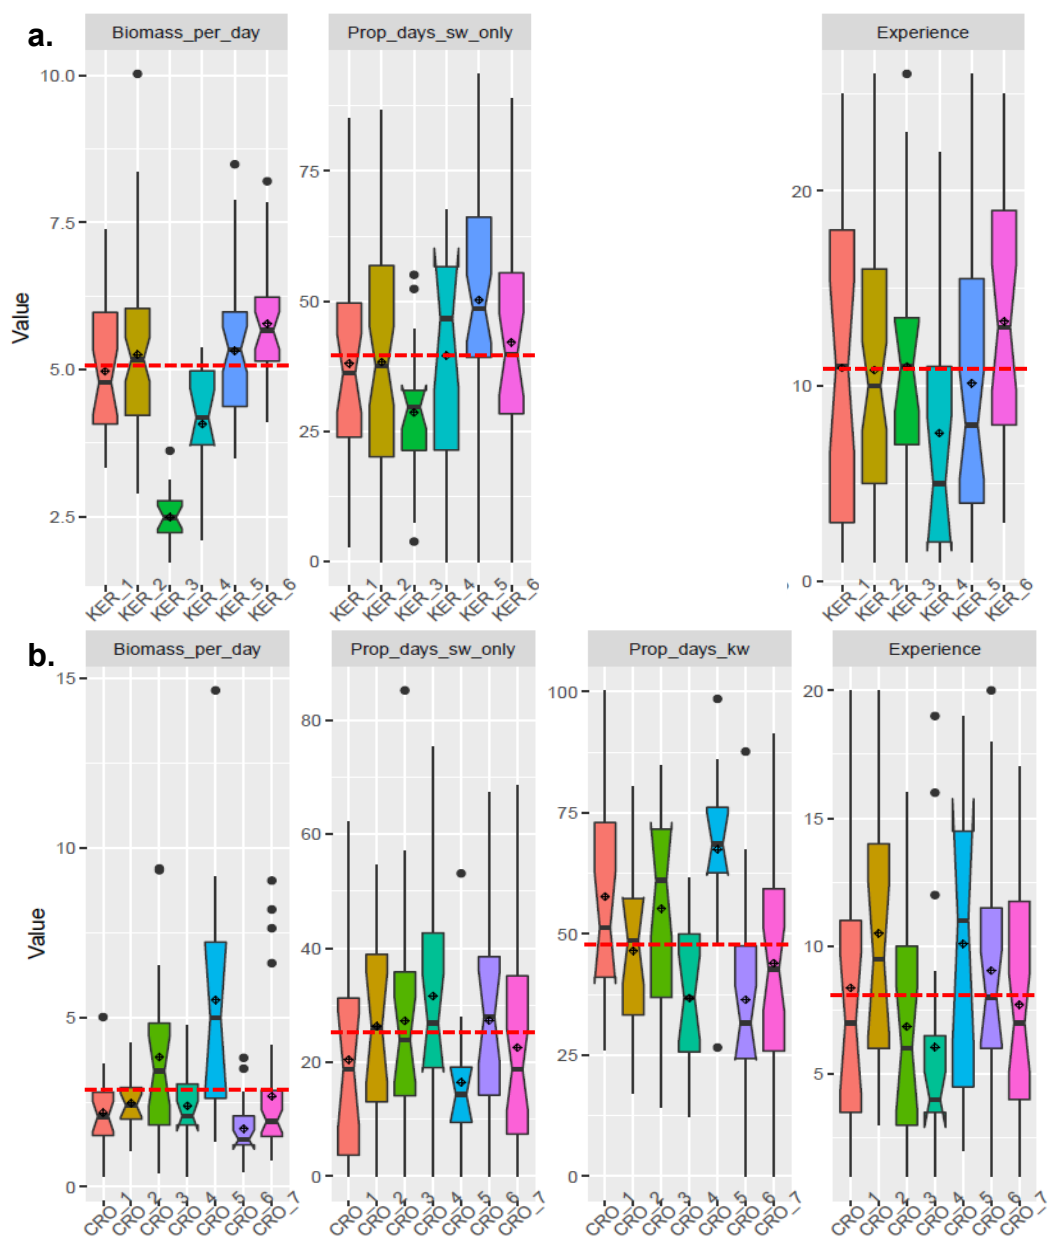 a.
Biomass_per_day
Prop_days_sw_only
Experience
Value
10.0
7.5
5.0
2.5
75
50
25
0
20
10
0
KER_1
KER_2
KER_3
KER_4
KER_5
KER_6
KER_1
KER_2
KER_3
KER_4
KER_5
KER_6
KER_1
KER_2
KER_3
KER_4
KER_5
KER_6
b.
Biomass_per_day
Prop_days_sw_only
Prop_days_kw
Experience
Value
15
10
5
0
80
60
40
20
0
100
75
50
25
0
20
15
10
5
CRO_1
CRO_2
CRO_3
CRO_4
CRO_5
CRO_6
CRO_7
CRO_1
CRO_2
CRO_3
CRO_4
CRO_5
CRO_6
CRO_7
CRO_1
CRO_2
CRO_3
CRO_4
CRO_5
CRO_6
CRO_7
CRO_1
CRO_2
CRO_3
CRO_4
CRO_5
CRO_6
CRO_7